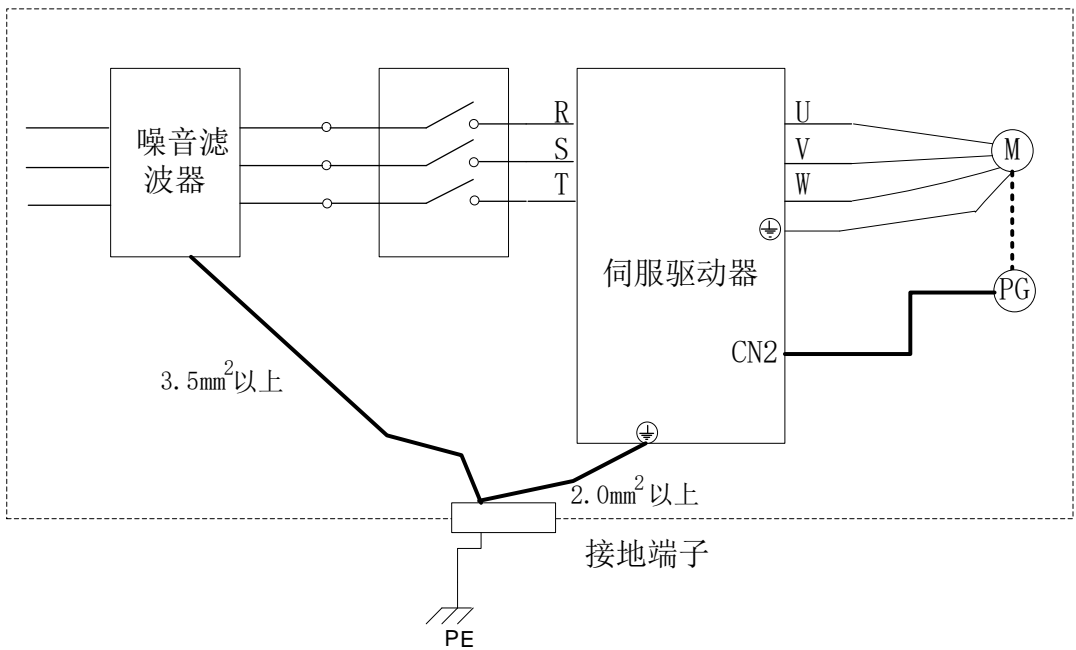 噪音滤
波器
R
S
T
U
V
W
M
伺服驱动器
PG
CN2
3.5mm²以上
2.0mm²以上
接地端子
PE